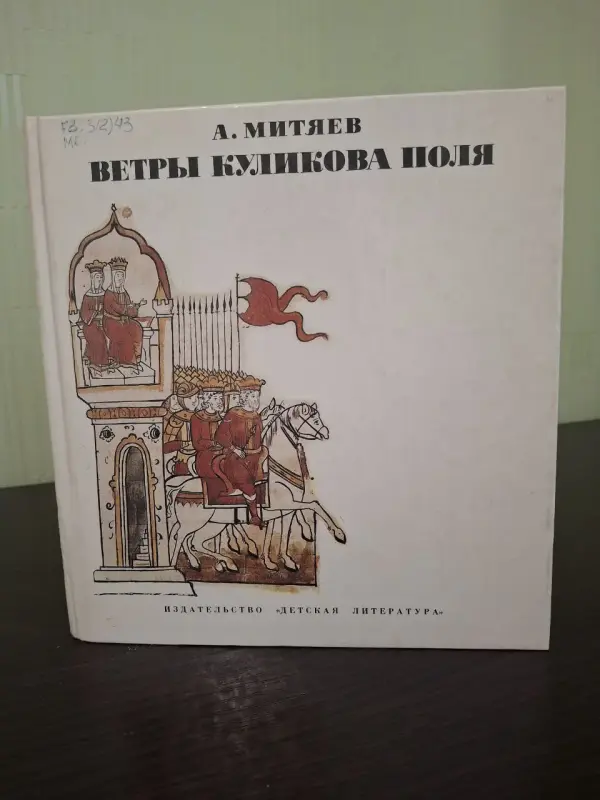 А. МИТЯЕВ
ВЕТРЫ КУЛИКОВА ПОЛЯ
ИЗДАТЕЛЬСТВО «ДЕТСКАЯ ЛИТЕРАТУРА»